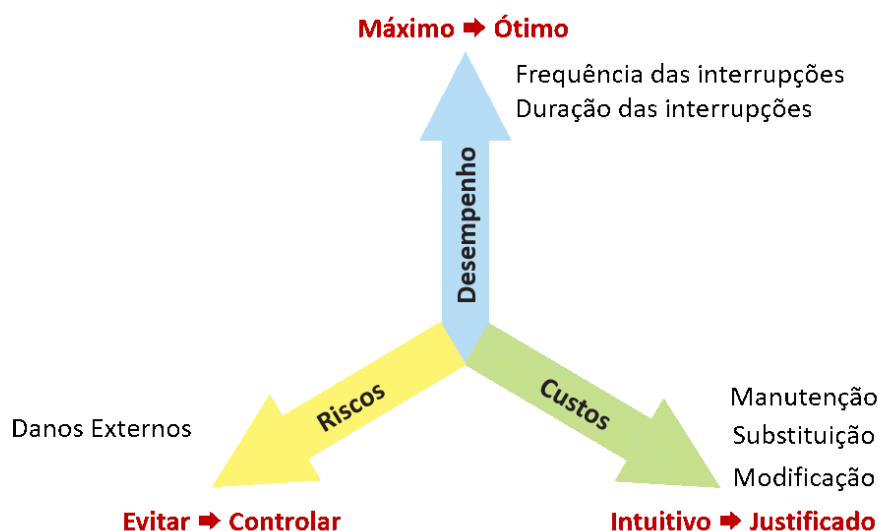 Máximo ➡ Ótimo
Frequência das interrupções
Duração das interrupções
Desempenho
Riscos
Custos
Danos Externos
Manutenção
Substituição
Modificação
Evitar ➡ Controlar
Intuitivo ➡ Justificado